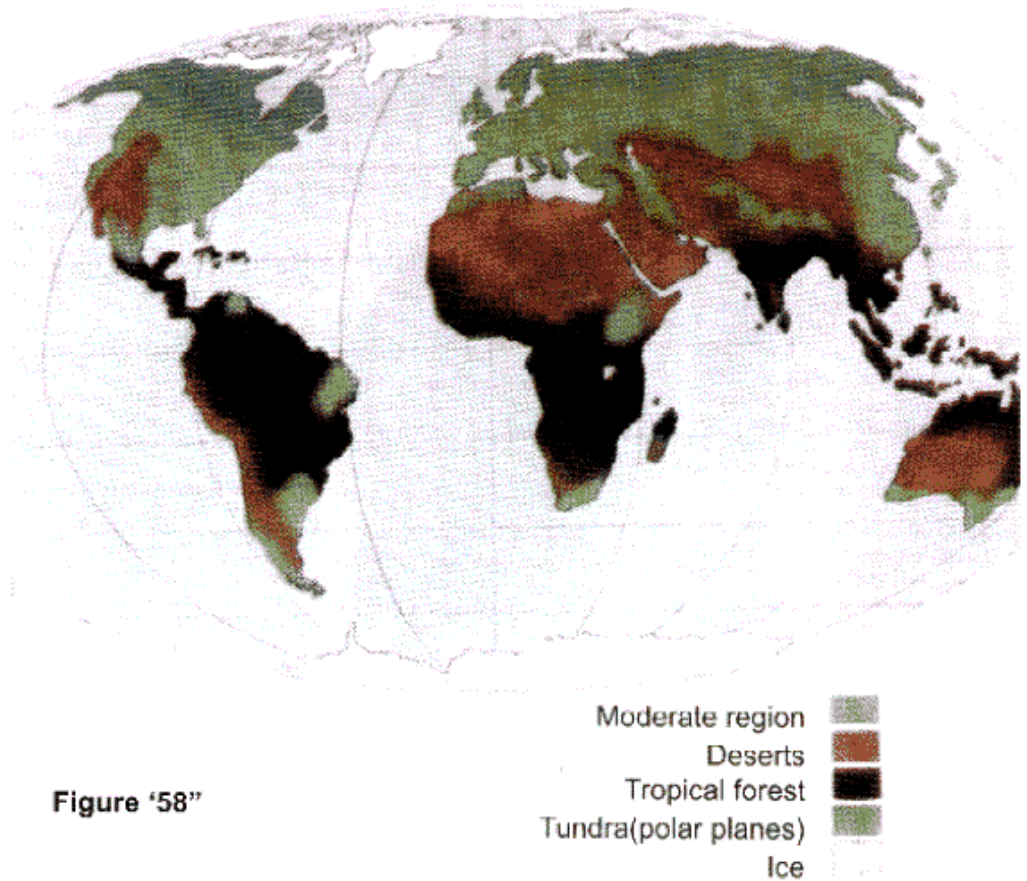 Moderate region
Deserts
Tropical forest
Tundra(polar planes)
Ice
Figure ‘58”